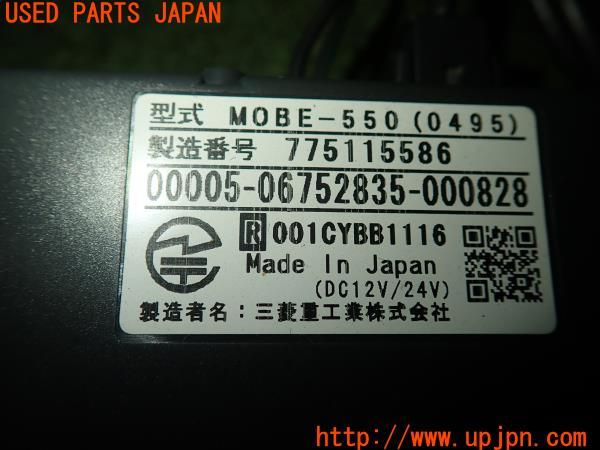 USED PARTS JAPAN
型式 MOBE-550(0495)
製造番号 775115586
00005-06752835-000828
R 001CYBB1116
Made In Japan
(DC12V/24V)
製造者名:三菱重工業株式会社
UPJ
http://www.upjpn.com/